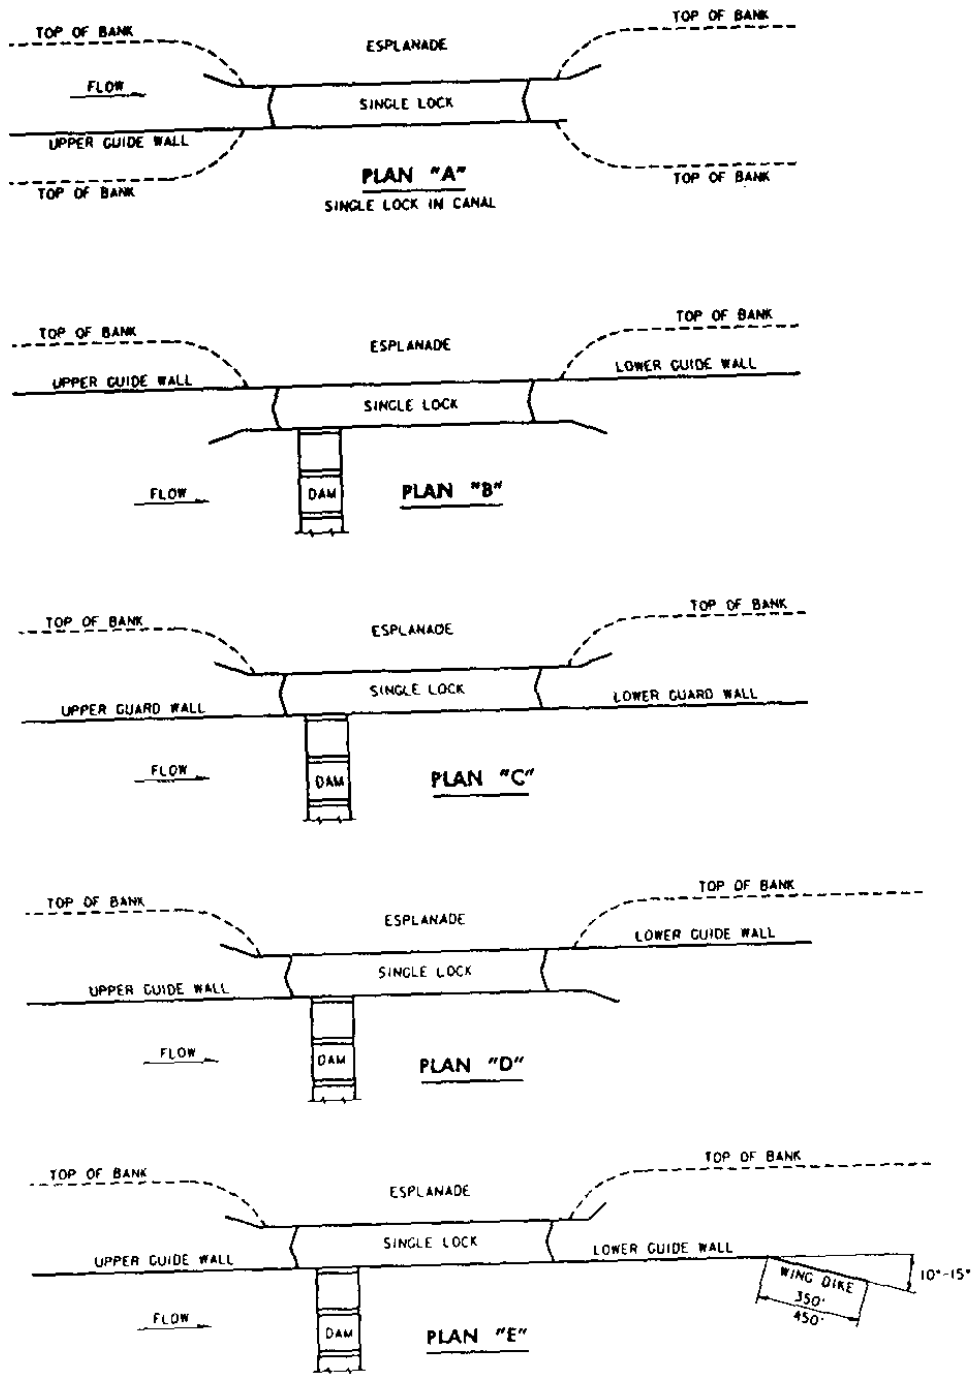 TOP OF BANK
TOP OF BANK
ESPLANADE
FLOW
SINGLE LOCK
UPPER GUIDE WALL
PLAN "A"
TOP OF BANK
TOP OF BANK
SINGLE LOCK IN CANAL
TOP OF BANK
TOP OF BANK
ESPLANADE
UPPER GUIDE WALL
LOWER GUIDE WALL
SINGLE LOCK
FLOW
DAM
PLAN "B"
TOP OF BANK
TOP OF BANK
ESPLANADE
SINGLE LOCK
UPPER GUARD WALL
LOWER GUARD WALL
FLOW
DAM
PLAN "C"
TOP OF BANK
TOP OF BANK
ESPLANADE
LOWER GUIDE WALL
SINGLE LOCK
UPPER GUIDE WALL
FLOW
DAM
PLAN "D"
TOP OF BANK
TOP OF BANK
ESPLANADE
SINGLE LOCK
LOWER GUIDE WALL
UPPER GUIDE WALL
WING DIKE
10°-15°
350'
450'
FLOW
DAM
PLAN "E"